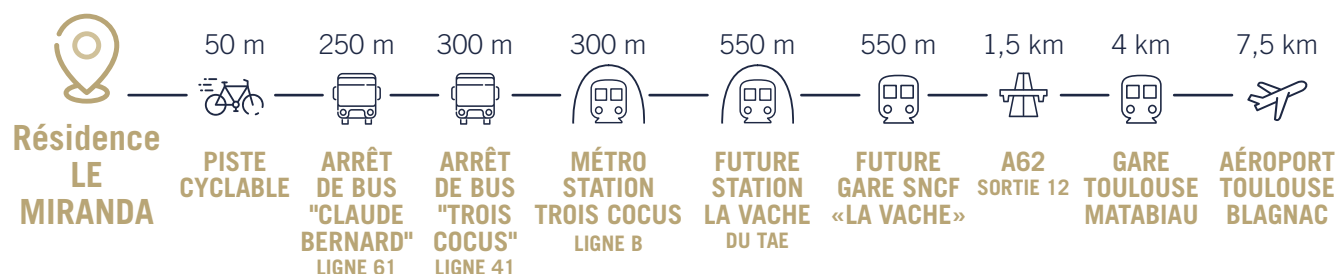 Résidence
LE
MIRANDA
50 m
PISTE
CYCLABLE
250 m
ARRÊT
DE BUS
"CLAUDE
BERNARD"
LIGNE 61
300 m
ARRÊT
DE BUS
"TROIS
COCUS"
LIGNE 41
300 m
MÉTRO
STATION
TROIS COCUS
LIGNE B
550 m
FUTURE
STATION
LA VACHE
DU TAE
550 m
FUTURE
GARE SNCF
«LA VACHE»
1,5 km
A62
SORTIE 12
4 km
GARE
TOULOUSE
MATABIAU
7,5 km
AÉROPORT
TOULOUSE
BLAGNAC